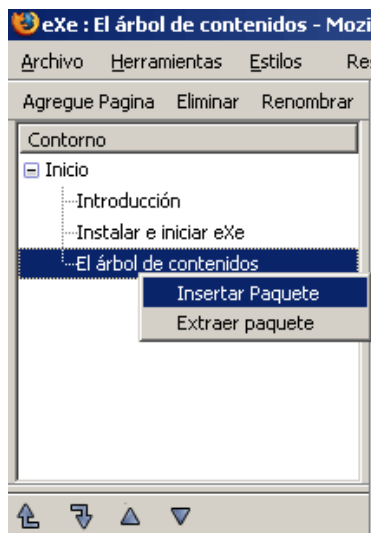 eXe : El árbol de contenidos - Mozi
Archivo Herramientas Estilos Re
Agregue Pagina Eliminar Renombrar
Contorno
Inicio
Introducción
Instalar e iniciar eXe
El árbol de contenidos
Insertar Paquete
Extraer paquete